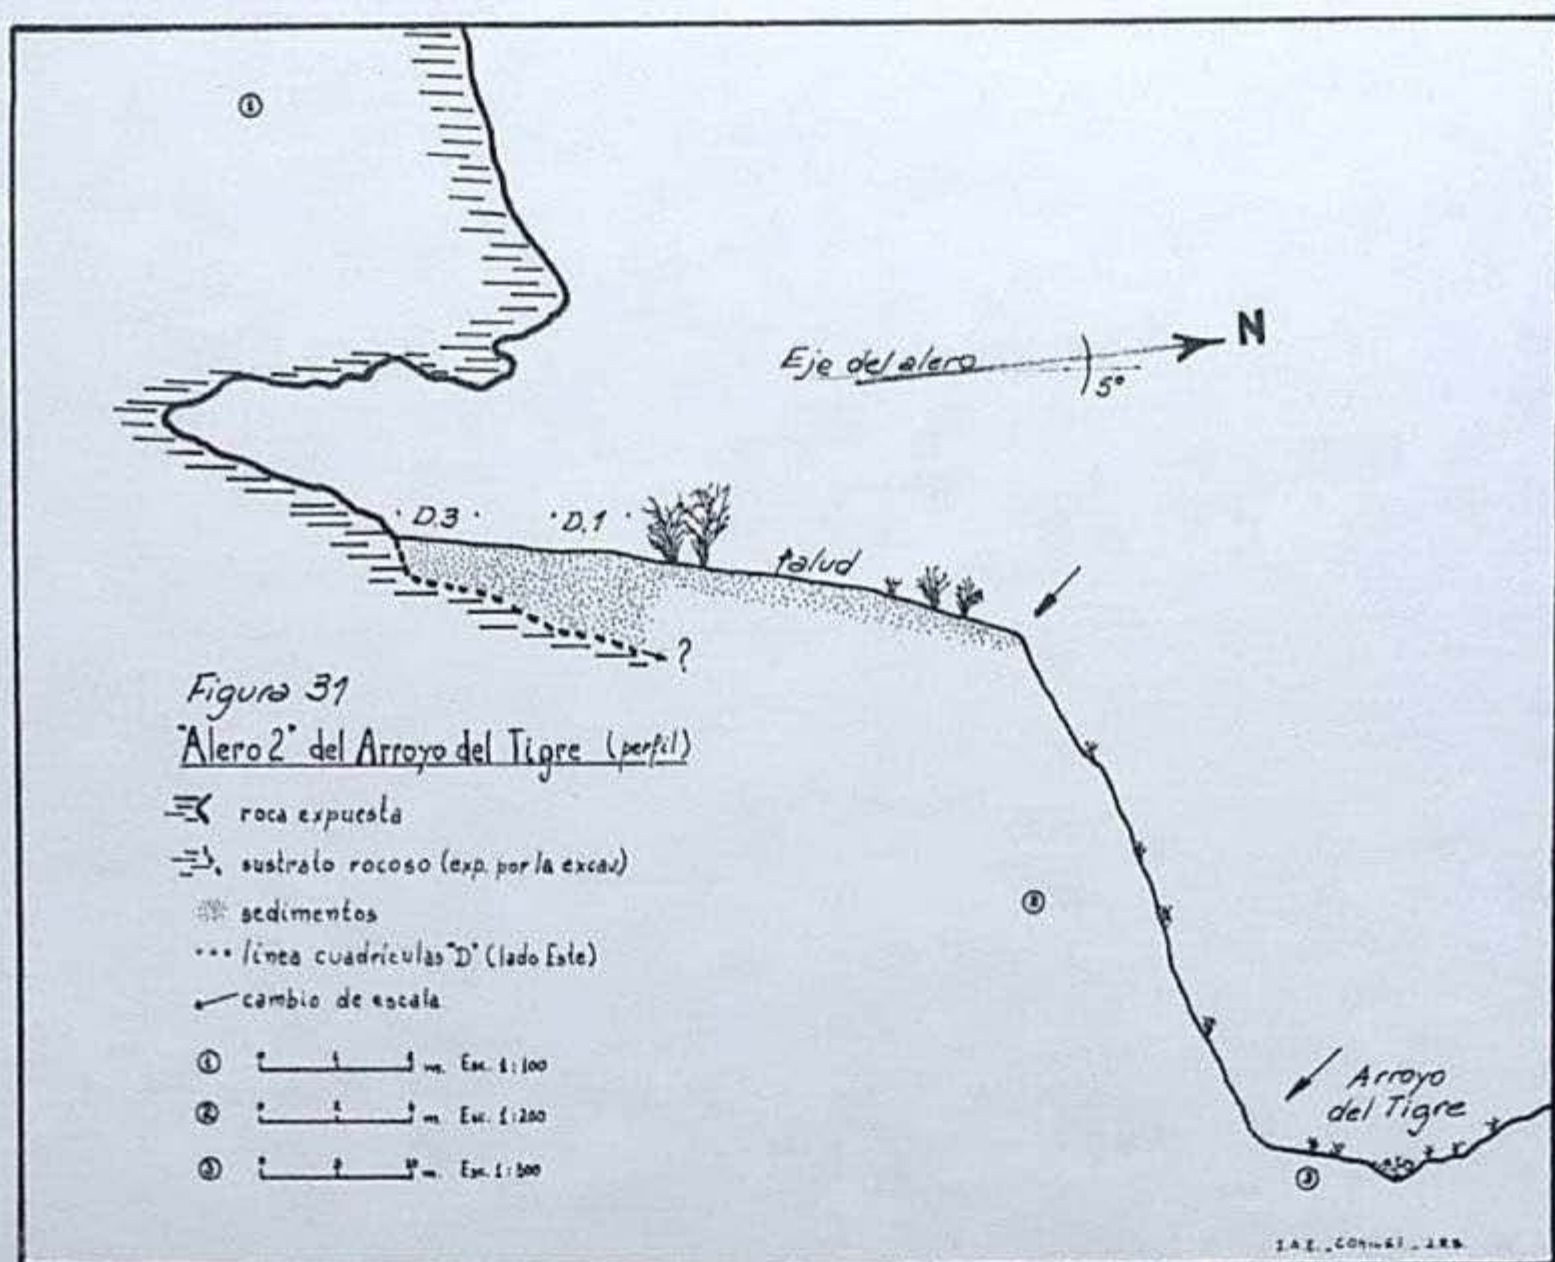 ①
N
Eje del alero
5°
D.3
D.1
talud
?
Figura 31
"Alero 2" del Arroyo del Tigre (perfil)
roca expuesta
sustrato rocoso (exp. por la excav)
sedimentos
línea cuadrículas "D" (lado Este)
cambio de escala
②
Arroyo
del Tigre
① m. Esc. 1:100
② m. Esc. 1:200
③ m. Esc. 1:500
③